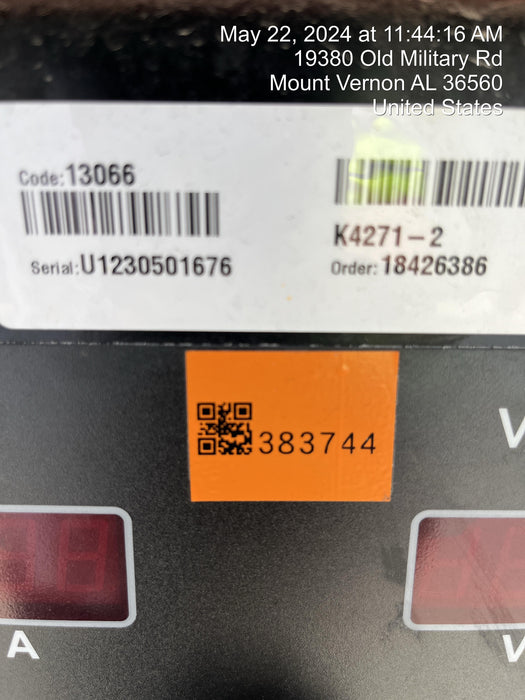 May 22, 2024 at 11:44:16 AM
19380 Old Military Rd
Mount Vernon AL 36560
United States
Code:13066
K4271-2
Serial:U1230501676
Order:18426386
383744
V
A
V